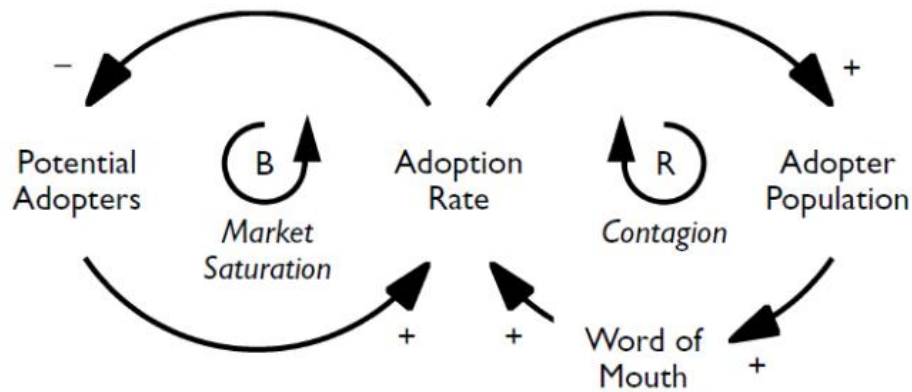 –
+
Potential
Adopters
B
Market
Saturation
Adoption
Rate
R
Contagion
Adopter
Population
+
+
Word of
Mouth
+